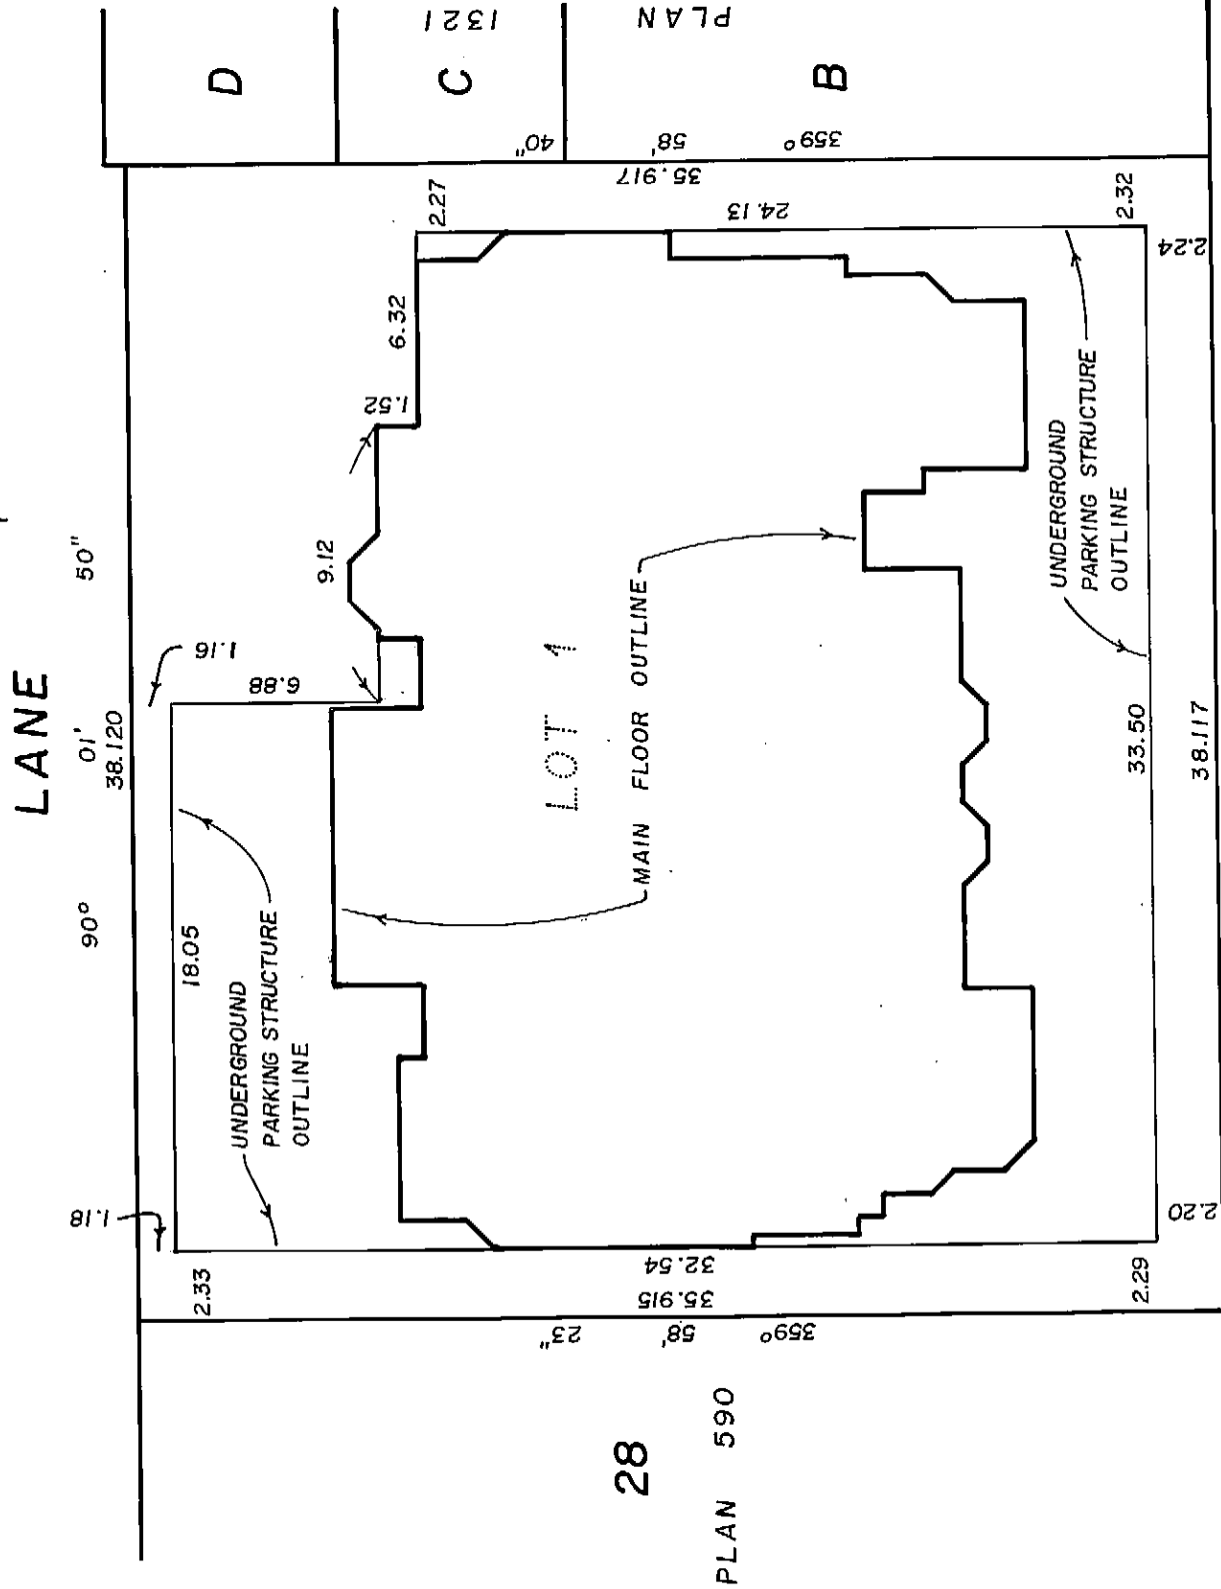 LANE
90° 01' 50"
38.120
1.18
1.16
18.05
6.88
9.12
1.52
6.32
2.27
2.33
UNDERGROUND
PARKING STRUCTURE
OUTLINE
LOT 1
MAIN FLOOR OUTLINE
UNDERGROUND
PARKING STRUCTURE
OUTLINE
32.54
35.915
359° 58' 23"
24.13
35.917
359° 58' 40"
2.29
2.20
33.50
38.117
2.32
2.24
28
PLAN 590
D
C
B
PLAN 1321